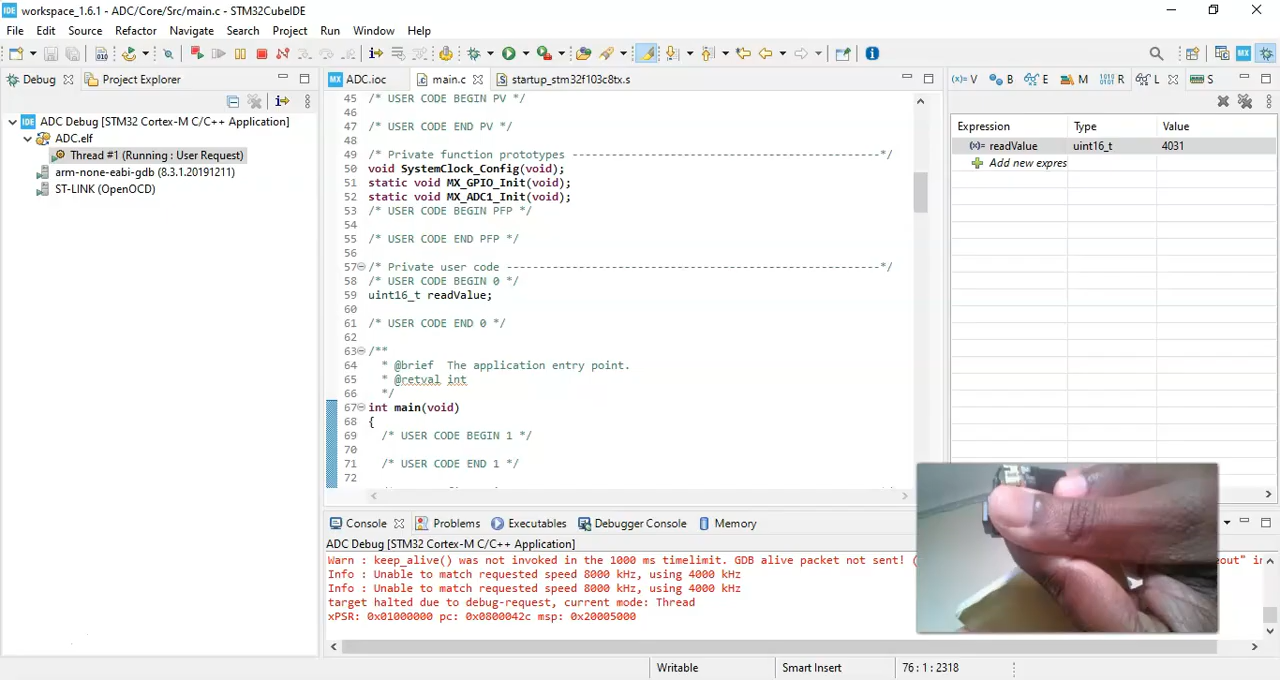 IDE workspace_1.6.1 - ADC/Core/Src/main.c - STM32CubeIDE
File Edit Source Refactor Navigate Search Project Run Window Help
Debug Project Explorer
ADC Debug [STM32 Cortex-M C/C++ Application]
ADC.elf
Thread #1 (Running : User Request)
arm-none-eabi-gdb (8.3.1.20191211)
ST-LINK (OpenOCD)
MX ADC.ioc main.c startup_stm32f103c8tx.s
45 /* USER CODE BEGIN PV */
46
47 /* USER CODE END PV */
48
49 /* Private function prototypes -----------------------------------------------*/
50 void SystemClock_Config(void);
51 static void MX_GPIO_Init(void);
52 static void MX_ADC1_Init(void);
53 /* USER CODE BEGIN PFP */
54
55 /* USER CODE END PFP */
56
57 /* Private user code ---------------------------------------------------------*/
58 /* USER CODE BEGIN 0 */
59 uint16_t readValue;
60
61 /* USER CODE END 0 */
62
63 /**
64 * @brief The application entry point.
65 * @retval int
66 */
67 int main(void)
68 {
69 /* USER CODE BEGIN 1 */
70
71 /* USER CODE END 1 */
72
(x)= V B E M R L S
Expression Type Value
(x)= readValue uint16_t 4031
Add new expres
Console Problems Executables Debugger Console Memory
ADC Debug [STM32 Cortex-M C/C++ Application]
Warn : keep_alive() was not invoked in the 1000 ms timelimit. GDB alive packet not sent! ( eout" in
Info : Unable to match requested speed 8000 kHz, using 4000 kHz
Info : Unable to match requested speed 8000 kHz, using 4000 kHz
target halted due to debug-request, current mode: Thread
xPSR: 0x01000000 pc: 0x0800042c msp: 0x20005000
Writable Smart Insert 76 : 1 : 2318